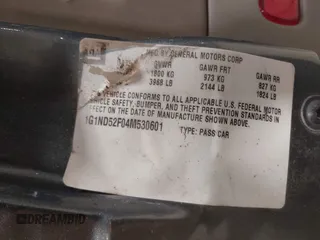 GM
MFD BY GENERAL MOTORS CORP
GVWR GAWR FRT GAWR RR
1800 KG 973 KG 827 KG
3968 LB 2144 LB 1824 LB
VEHICLE CONFORMS TO ALL APPLICABLE U.S. FEDERAL MOTOR
VEHICLE SAFETY, BUMPER, AND THEFT PREVENTION STANDARDS IN
EFFECT ON THE DATE OF MANUFACTURE SHOWN ABOVE.
1G1ND52F04M530601 TYPE: PASS CAR
DREAMBID